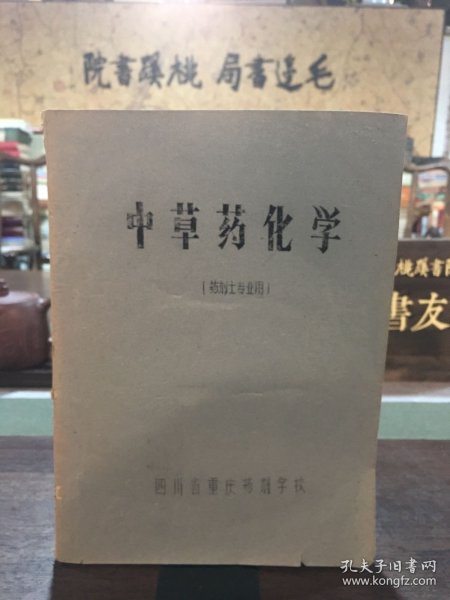 毛邊書局 桃蹊書院
中草药化学
(药剂士专业用)
四川省重庆药剂学校
桃蹊書院
書友
孔夫子旧书网
www.kongfz.com